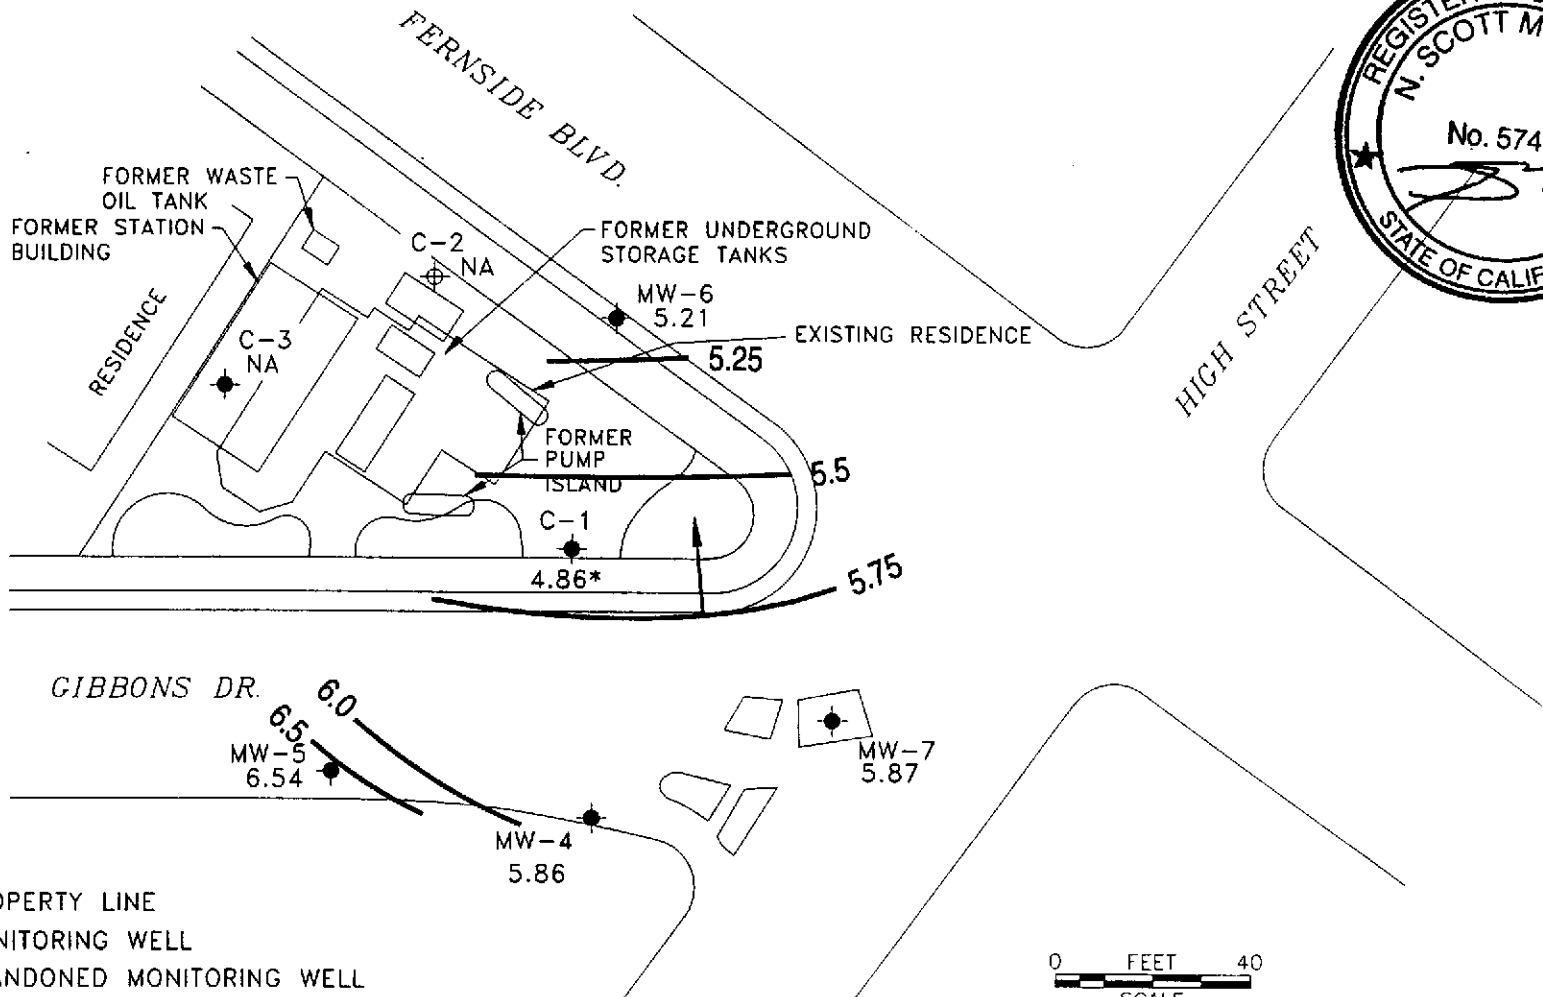 FERNSIDE BLVD.
N. SCOTT M
No. 574
STATE OF
FORMER WASTE
OIL TANK
FORMER STATION
BUILDING
C-2
NA
FORMER UNDERGROUND
STORAGE TANKS
MW-6
5.21
EXISTING RESIDENCE
5.25
HIGH STREET
RESIDENCE
C-3
NA
FORMER
PUMP
ISLAND
5.5
C-1
4.86*
5.75
GIBBONS DR.
6.0
6.5
MW-5
6.54
MW-7
5.87
MW-4
5.86
OPERTY LINE
NITORING WELL
ANDONED MONITORING WELL
0 FEET 40
SCALE